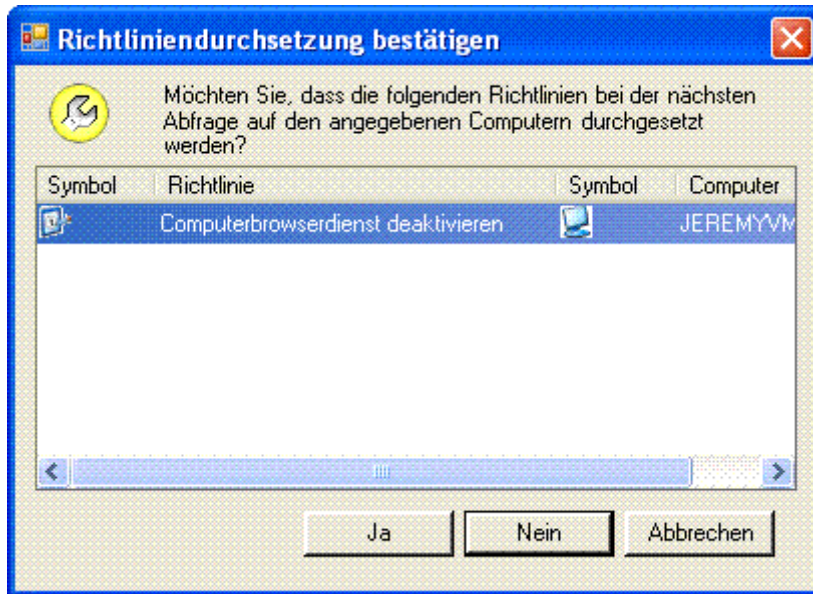 Richtliniendurchsetzung bestätigen
Möchten Sie, dass die folgenden Richtlinien bei der nächsten
Abfrage auf den angegebenen Computern durchgesetzt
werden?
Symbol Richtlinie Symbol Computer
Computerbrowserdienst deaktivieren JEREMYVM
Ja Nein Abbrechen